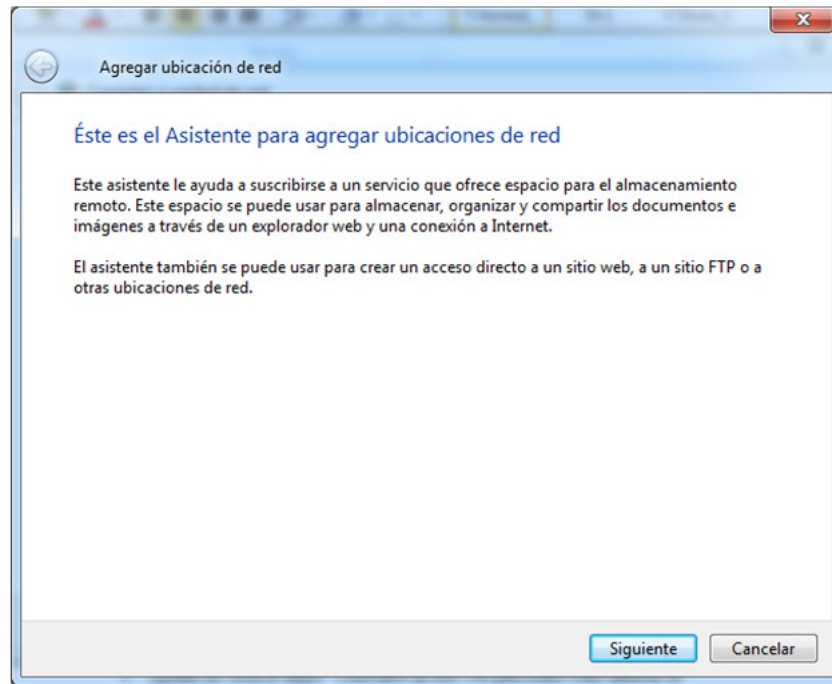 Agregar ubicación de red
Éste es el Asistente para agregar ubicaciones de red
Este asistente le ayuda a suscribirse a un servicio que ofrece espacio para el almacenamiento
remoto. Este espacio se puede usar para almacenar, organizar y compartir los documentos e
imágenes a través de un explorador web y una conexión a Internet.
El asistente también se puede usar para crear un acceso directo a un sitio web, a un sitio FTP o a
otras ubicaciones de red.
Siguiente Cancelar